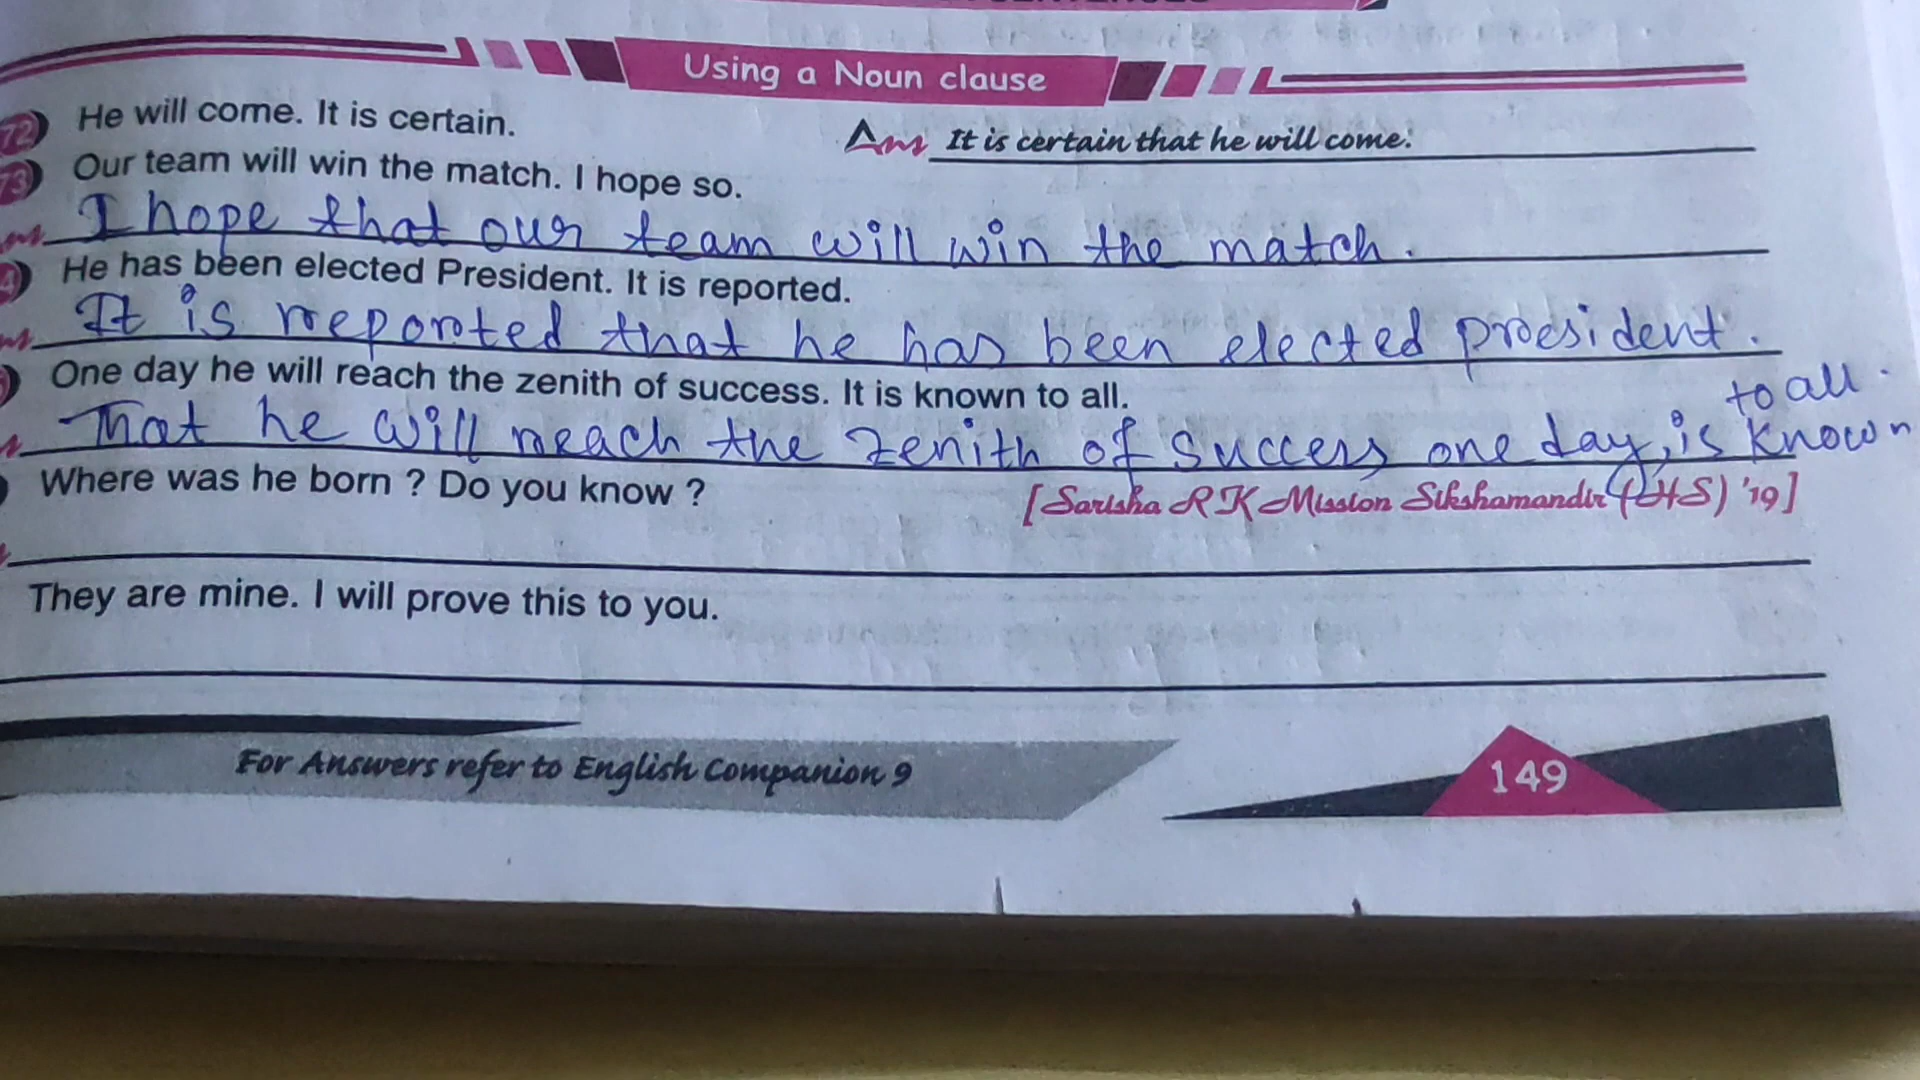 Using a Noun clause
72 He will come. It is certain.
Ans It is certain that he will come.
73 Our team will win the match. I hope so.
I hope that our team will win the match.
4 He has been elected President. It is reported.
It is reported that he has been elected president.
One day he will reach the zenith of success. It is known to all.
to all.
That he will reach the zenith of success one day, is known
Where was he born ? Do you know ?
[Sarisha RK Mission Sikshamandir (HS) '19]
They are mine. I will prove this to you.
For Answers refer to English Companion 9
149